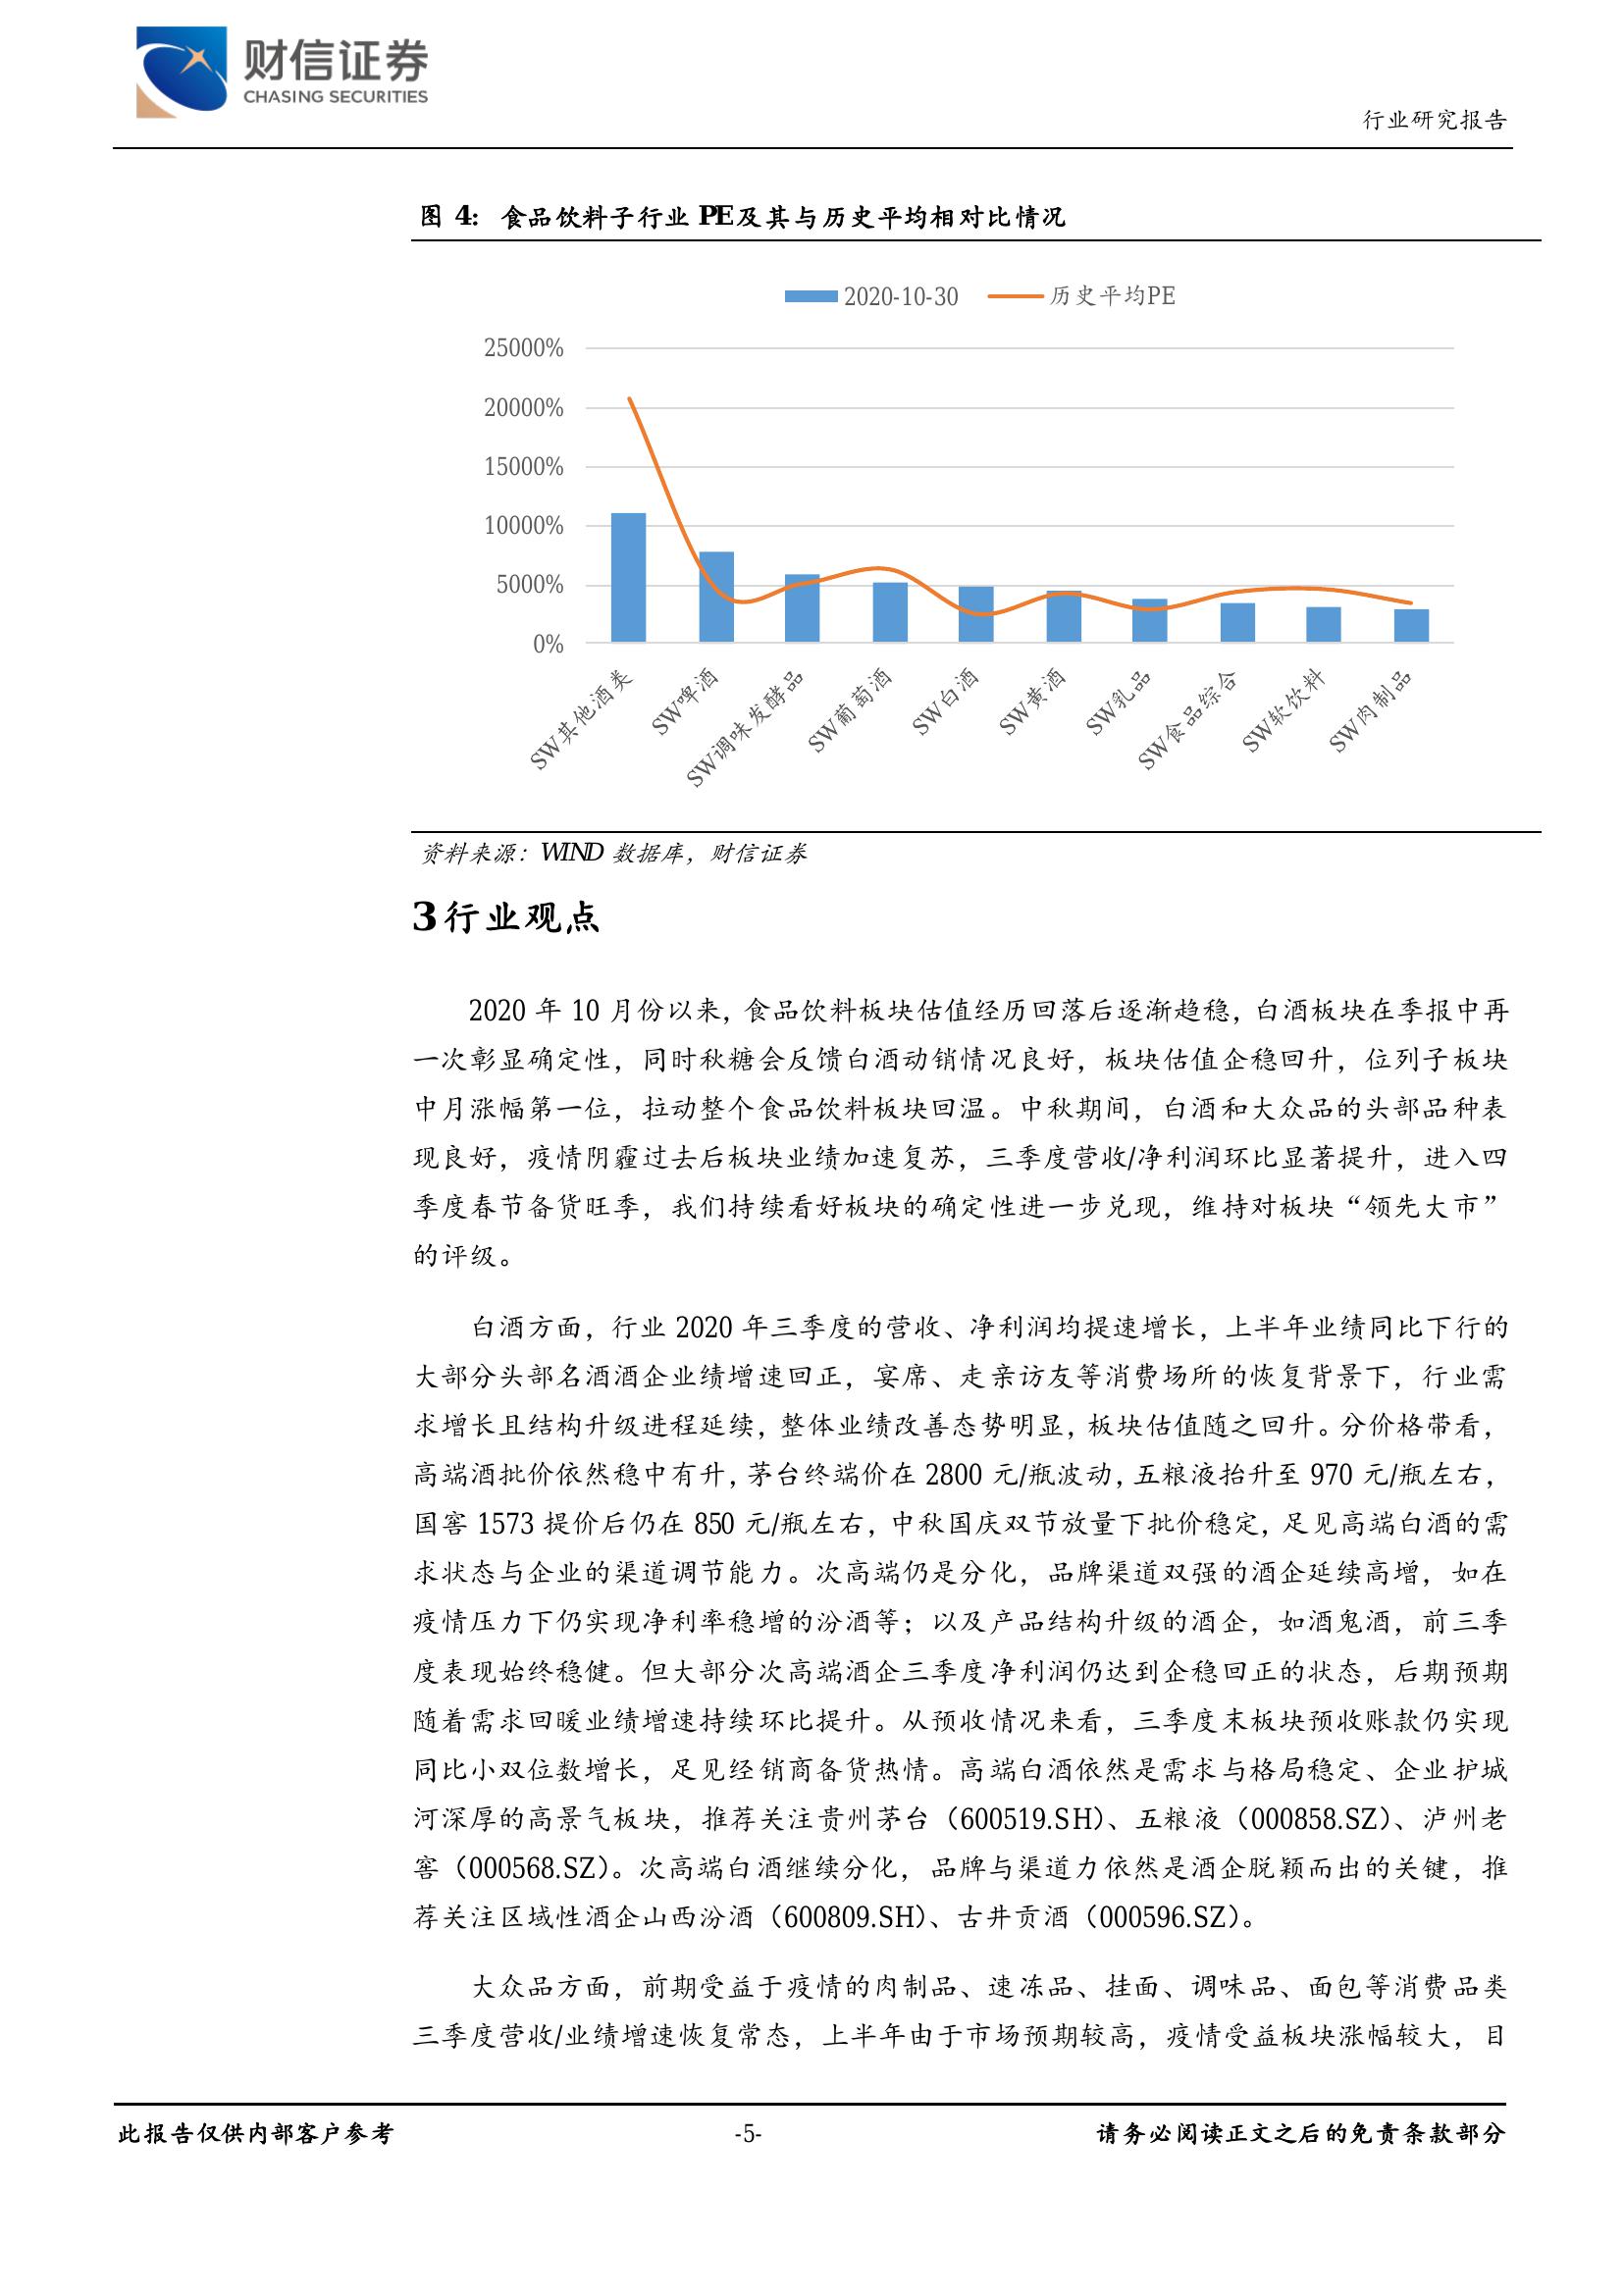 财信证券
CHASING SECURITIES
行业研究报告
图 4: 食品饮料子行业 PE 及其与历史平均相对比情况
2020-10-30 历史平均PE
25000%
20000%
15000%
10000%
5000%
0%
SW其他酒类
SW啤酒
SW调味发酵品
SW葡萄酒
SW白酒
SW黄酒
SW乳品
SW食品综合
SW软饮料
SW肉制品
资料来源：WIND 数据库，财信证券
3 行业观点
2020 年 10 月份以来，食品饮料板块估值经历回落后逐渐趋稳，白酒板块在季报中再
一次彰显确定性，同时秋糖会反馈白酒动销情况良好，板块估值企稳回升，位列子板块
中月涨幅第一位，拉动整个食品饮料板块回温。中秋期间，白酒和大众品的头部品种表
现良好，疫情阴霾过去后板块业绩加速复苏，三季度营收/净利润环比显著提升，进入四
季度春节备货旺季，我们持续看好板块的确定性进一步兑现，维持对板块“领先大市”
的评级。
白酒方面，行业 2020 年三季度的营收、净利润均提速增长，上半年业绩同比下行的
大部分头部名酒酒企业绩增速回正，宴席、走亲访友等消费场所的恢复背景下，行业需
求增长且结构升级进程延续，整体业绩改善态势明显，板块估值随之回升。分价格带看，
高端酒批价依然稳中有升，茅台终端价在 2800 元/瓶波动，五粮液抬升至 970 元/瓶左右，
国窖 1573 提价后仍在 850 元/瓶左右，中秋国庆双节放量下批价稳定，足见高端白酒的需
求状态与企业的渠道调节能力。次高端仍是分化，品牌渠道双强的酒企延续高增，如在
疫情压力下仍实现净利率稳增的汾酒等；以及产品结构升级的酒企，如酒鬼酒，前三季
度表现始终稳健。但大部分次高端酒企三季度净利润仍达到企稳回正的状态，后期预期
随着需求回暖业绩增速持续环比提升。从预收情况来看，三季度末板块预收账款仍实现
同比小双位数增长，足见经销商备货热情。高端白酒依然是需求与格局稳定、企业护城
河深厚的高景气板块，推荐关注贵州茅台（600519.SH）、五粮液（000858.SZ）、泸州老
窖（000568.SZ）。次高端白酒继续分化，品牌与渠道力依然是酒企脱颖而出的关键，推
荐关注区域性酒企山西汾酒（600809.SH）、古井贡酒（000596.SZ）。
大众品方面，前期受益于疫情的肉制品、速冻品、挂面、调味品、面包等消费品类
三季度营收/业绩增速恢复常态，上半年由于市场预期较高，疫情受益板块涨幅较大，目
此报告仅供内部客户参考 -5- 请务必阅读正文之后的免责条款部分